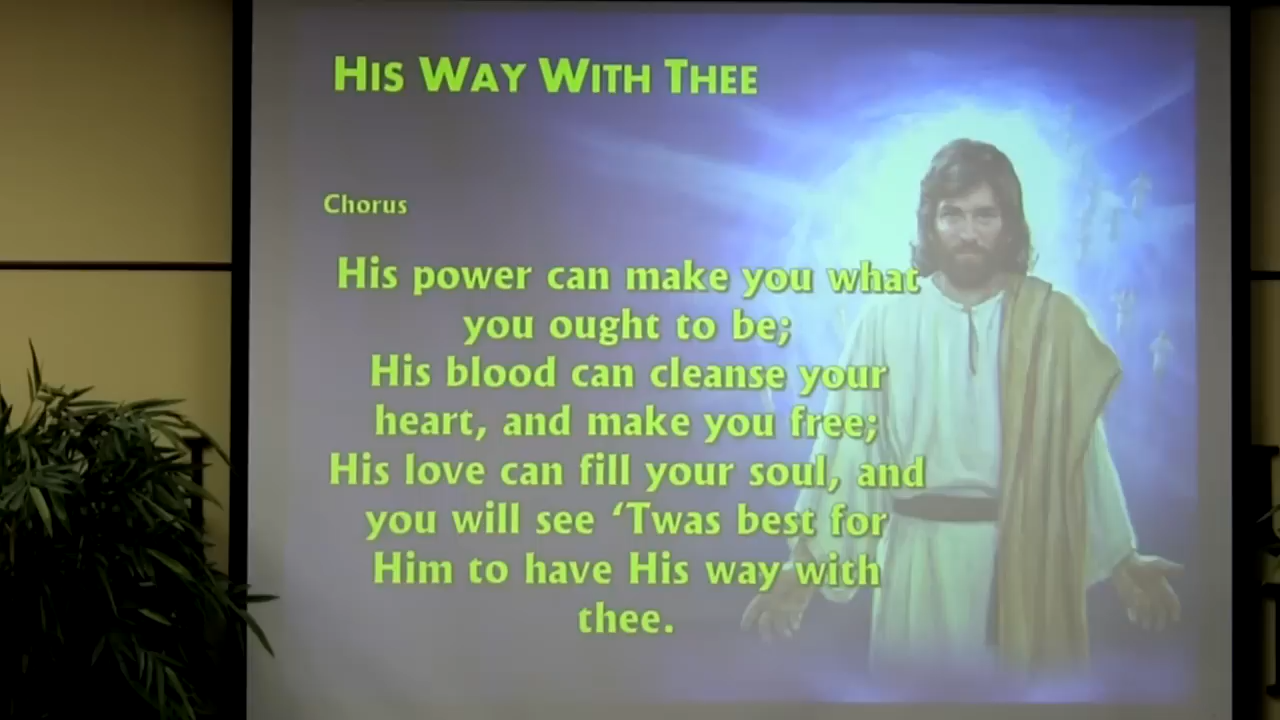 HIS WAY WITH THEE
Chorus
His power can make you what
you ought to be;
His blood can cleanse your
heart, and make you free;
His love can fill your soul, and
you will see ‘Twas best for
Him to have His way with
thee.